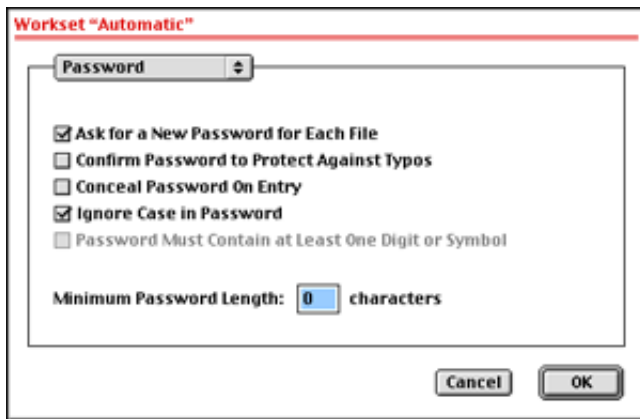 Workset “Automatic”
Password
Ask for a New Password for Each File
Confirm Password to Protect Against Typos
Conceal Password On Entry
Ignore Case in Password
Password Must Contain at Least One Digit or Symbol
Minimum Password Length: 0 characters
Cancel OK